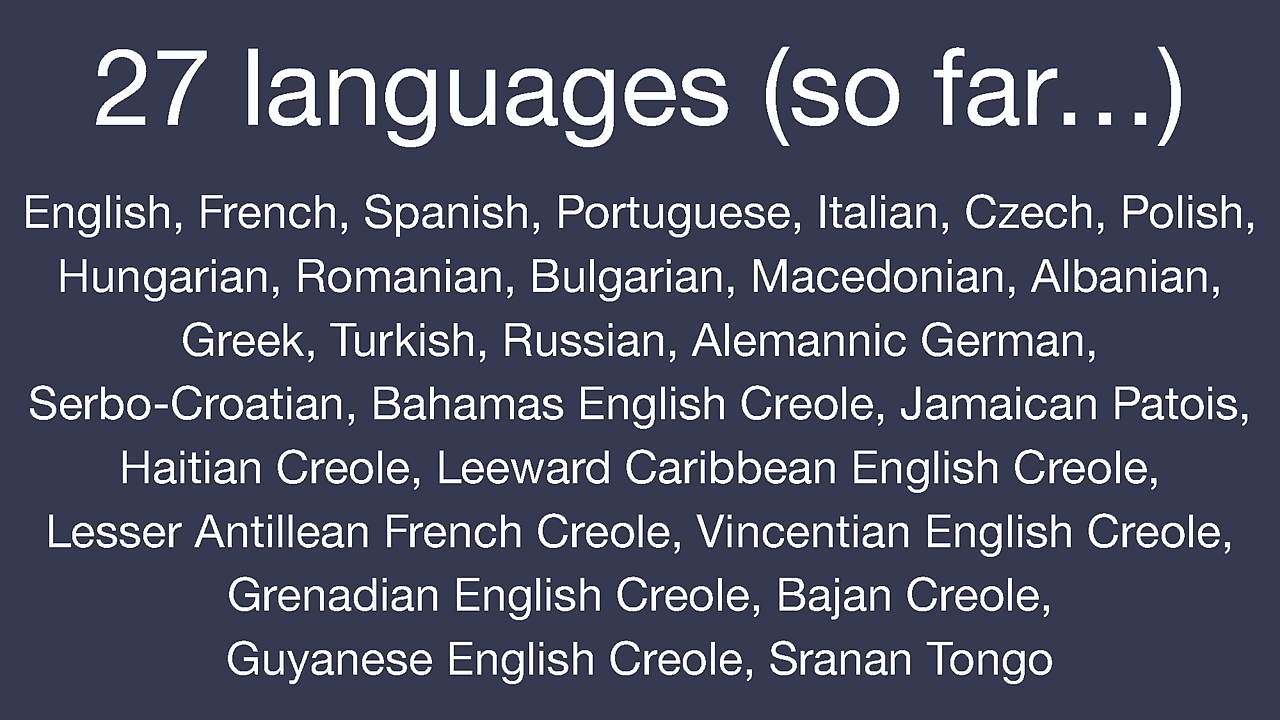 27 languages (so far…)
English, French, Spanish, Portuguese, Italian, Czech, Polish,
Hungarian, Romanian, Bulgarian, Macedonian, Albanian,
Greek, Turkish, Russian, Alemannic German,
Serbo-Croatian, Bahamas English Creole, Jamaican Patois,
Haitian Creole, Leeward Caribbean English Creole,
Lesser Antillean French Creole, Vincentian English Creole,
Grenadian English Creole, Bajan Creole,
Guyanese English Creole, Sranan Tongo